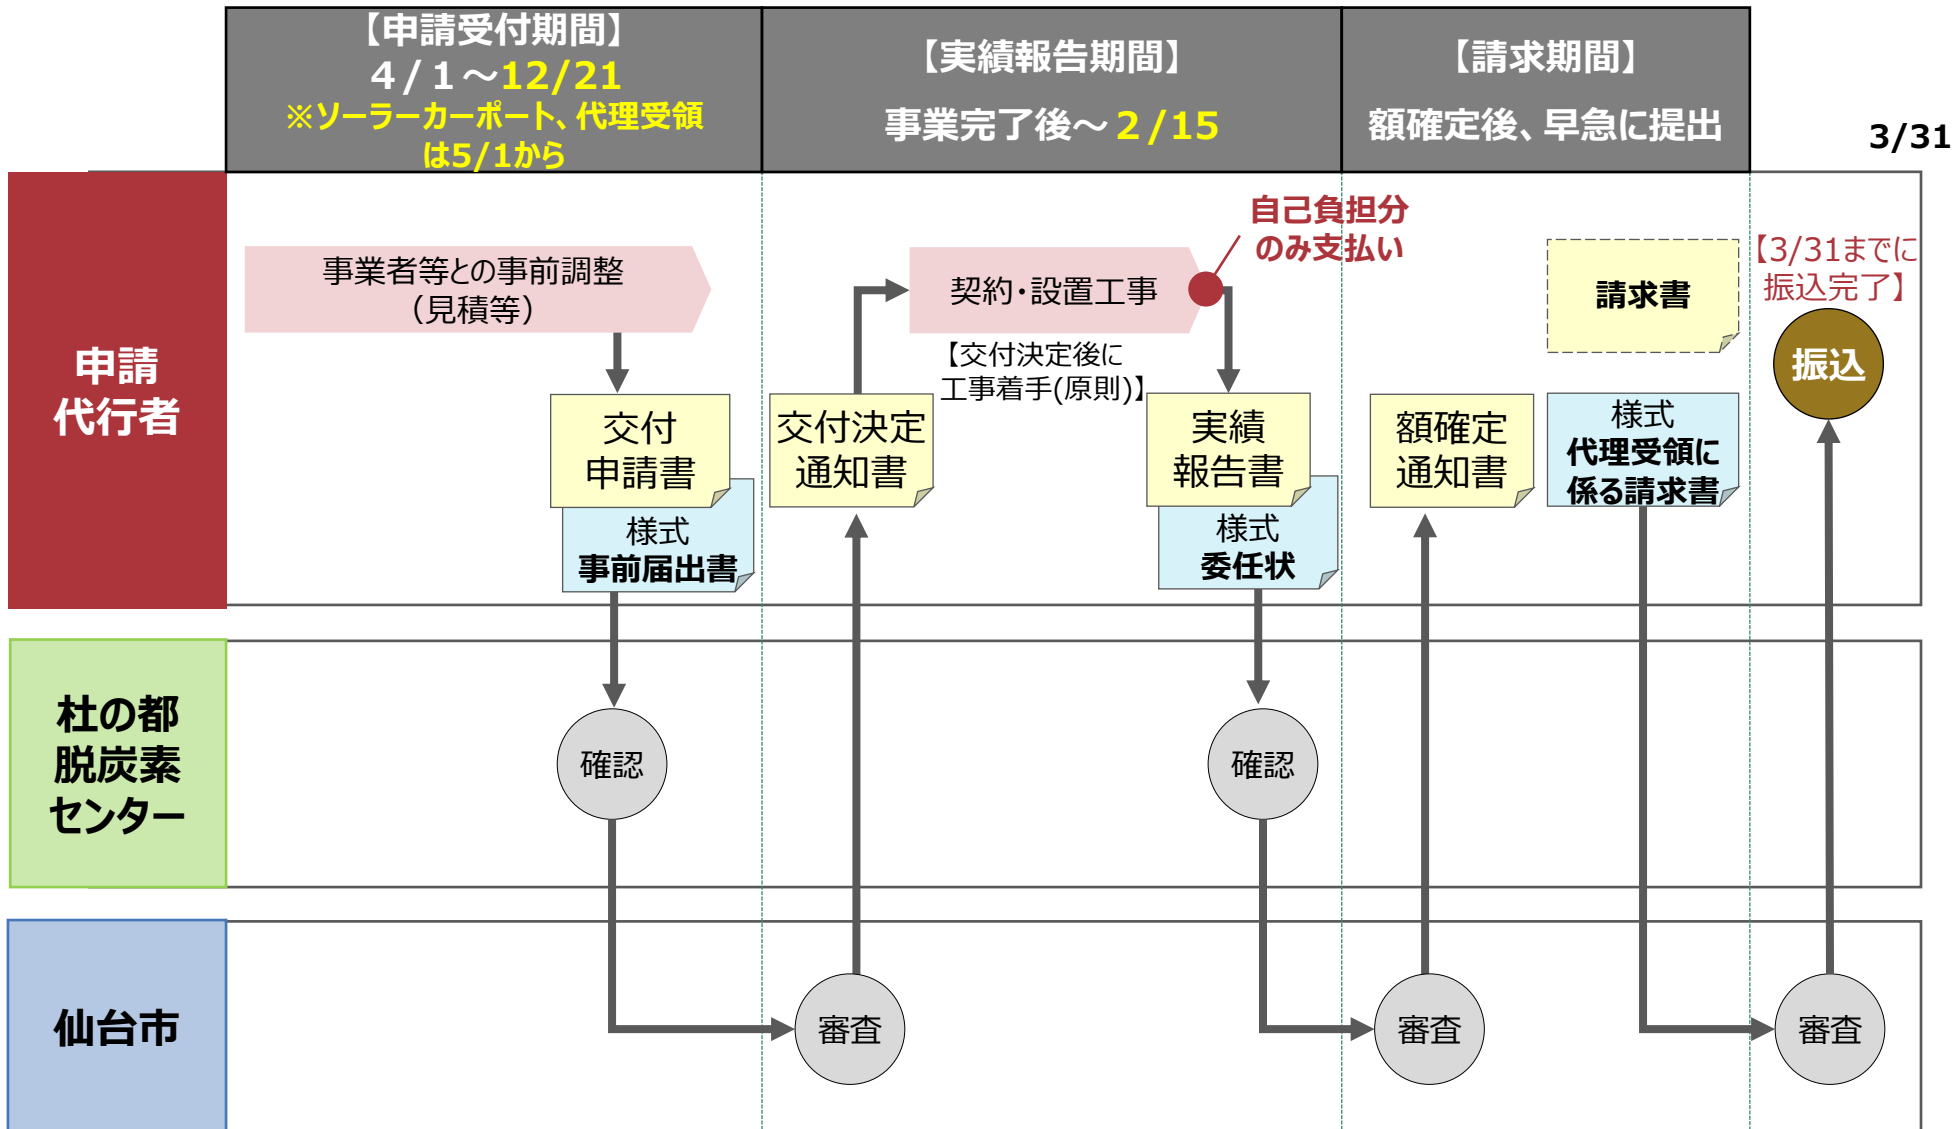 【申請受付期間】
４/１～12/21
※ソーラーカーポート、代理受領
は5/1から
【実績報告期間】
事業完了後～２/15
【請求期間】
額確定後、早急に提出
3/31
申請
代行者
事業者等との事前調整
（見積等）
交付
申請書
様式
事前届出書
交付決定
通知書
契約・設置工事
【交付決定後に
工事着手(原則)】
自己負担分
のみ支払い
実績
報告書
様式
委任状
額確定
通知書
請求書
様式
代理受領に
係る請求書
【3/31までに
振込完了】
振込
杜の都
脱炭素
センター
確認
確認
仙台市
審査
審査
審査